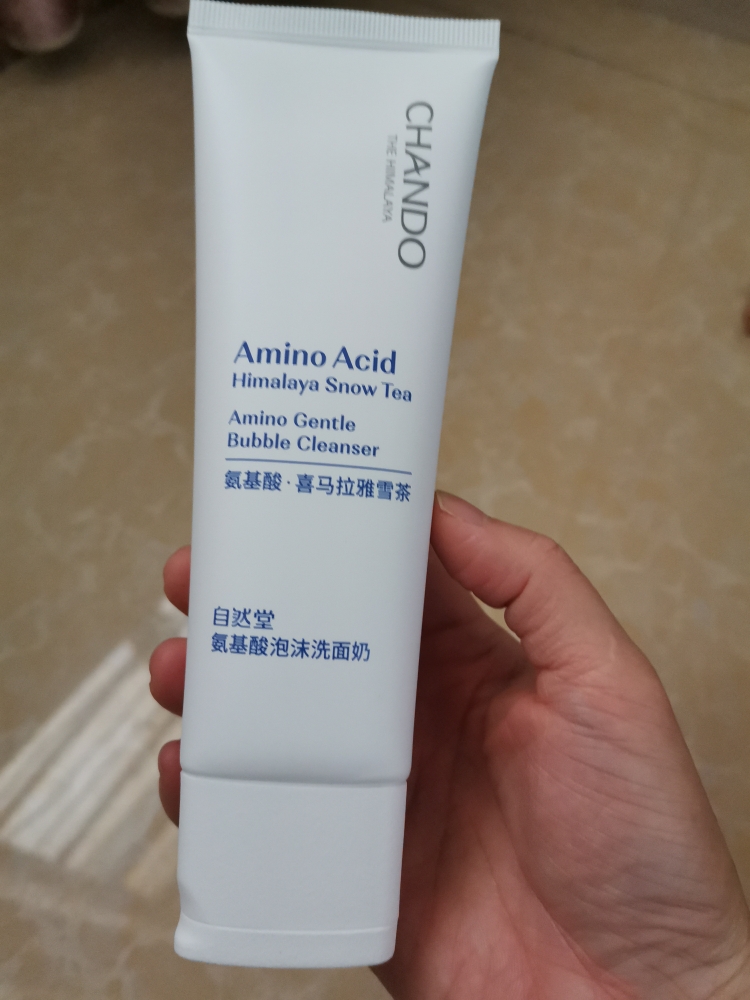 CHANDO
THE HIMALAYA
Amino Acid
Himalaya Snow Tea
Amino Gentle
Bubble Cleanser
氨基酸·喜马拉雅雪茶
自然堂
氨基酸泡沫洗面奶